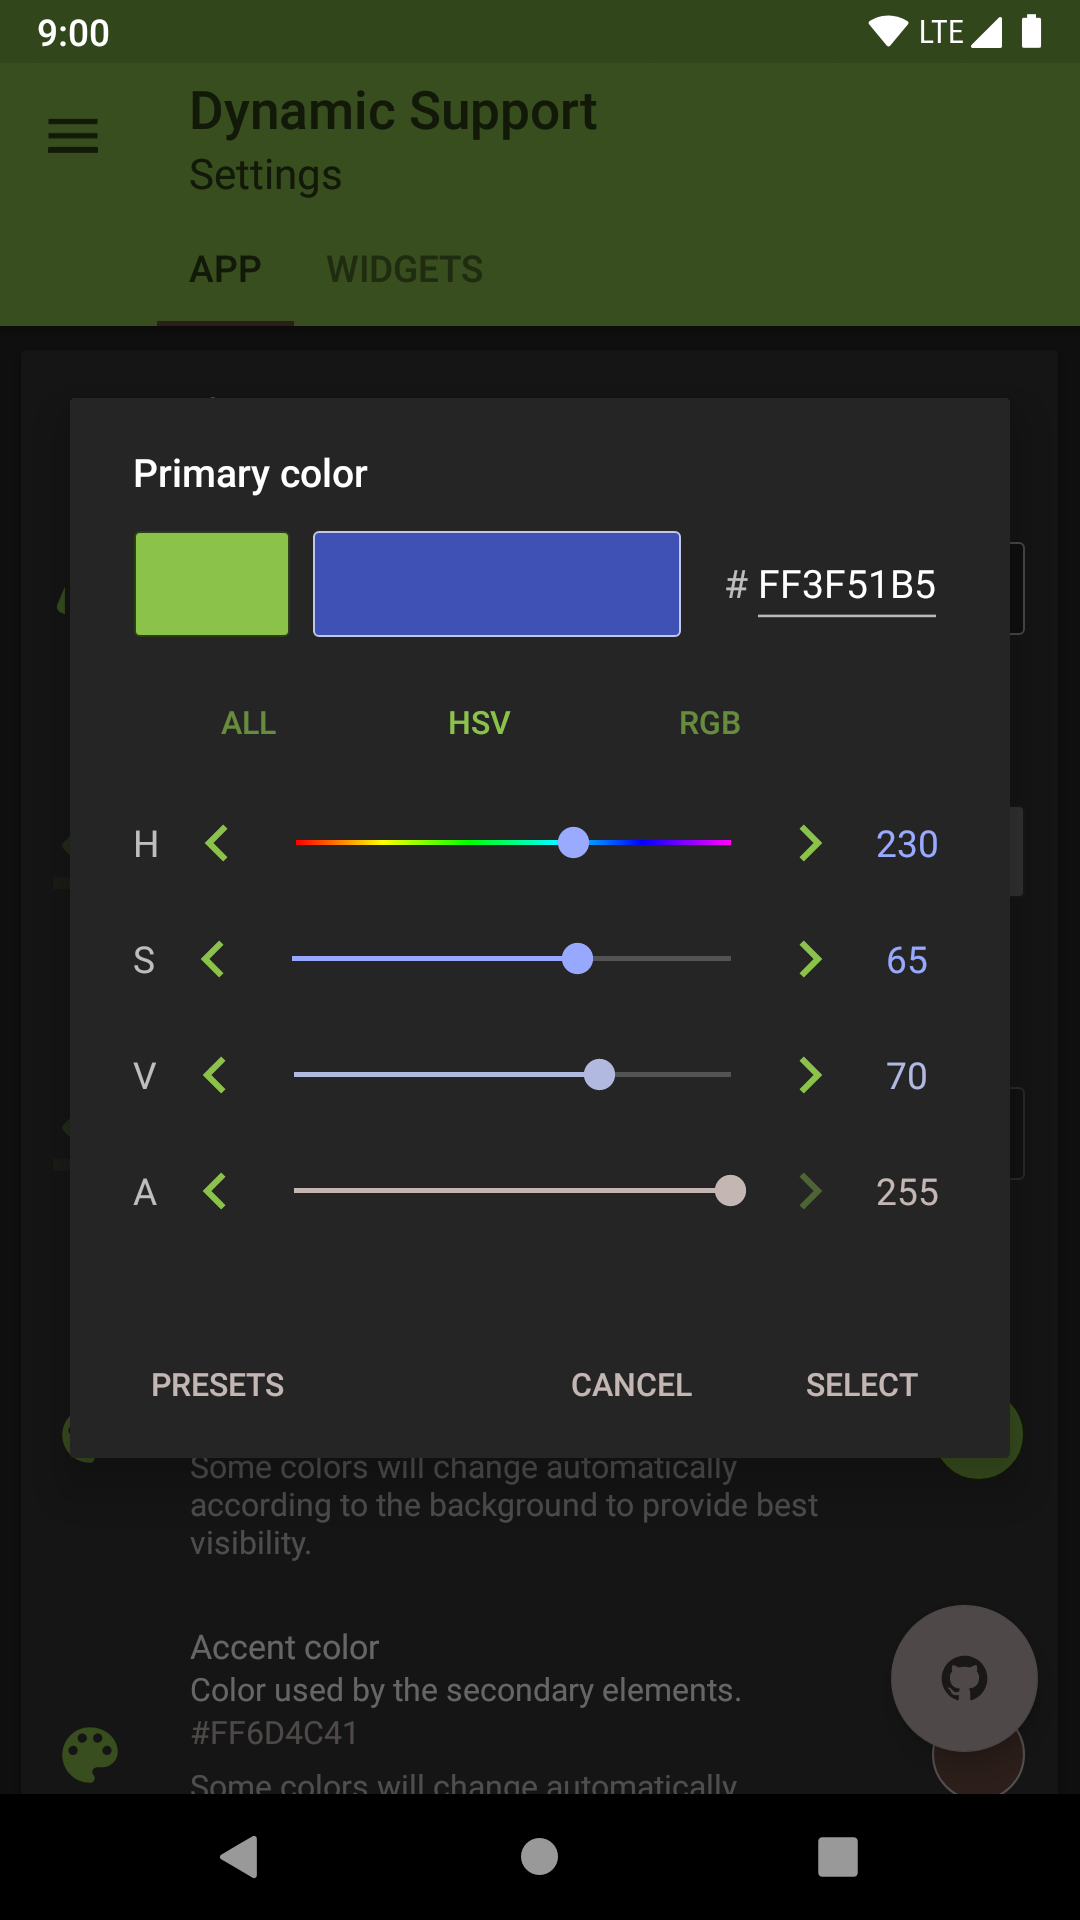 9:00 LTE
Dynamic Support
Settings
APP WIDGETS
Primary color
# FF3F51B5
ALL HSV RGB
H 230
S 65
V 70
A 255
PRESETS CANCEL SELECT
Some colors will change automatically
according to the background to provide best
visibility.
Accent color
Color used by the secondary elements.
#FF6D4C41
Some colors will change automatically